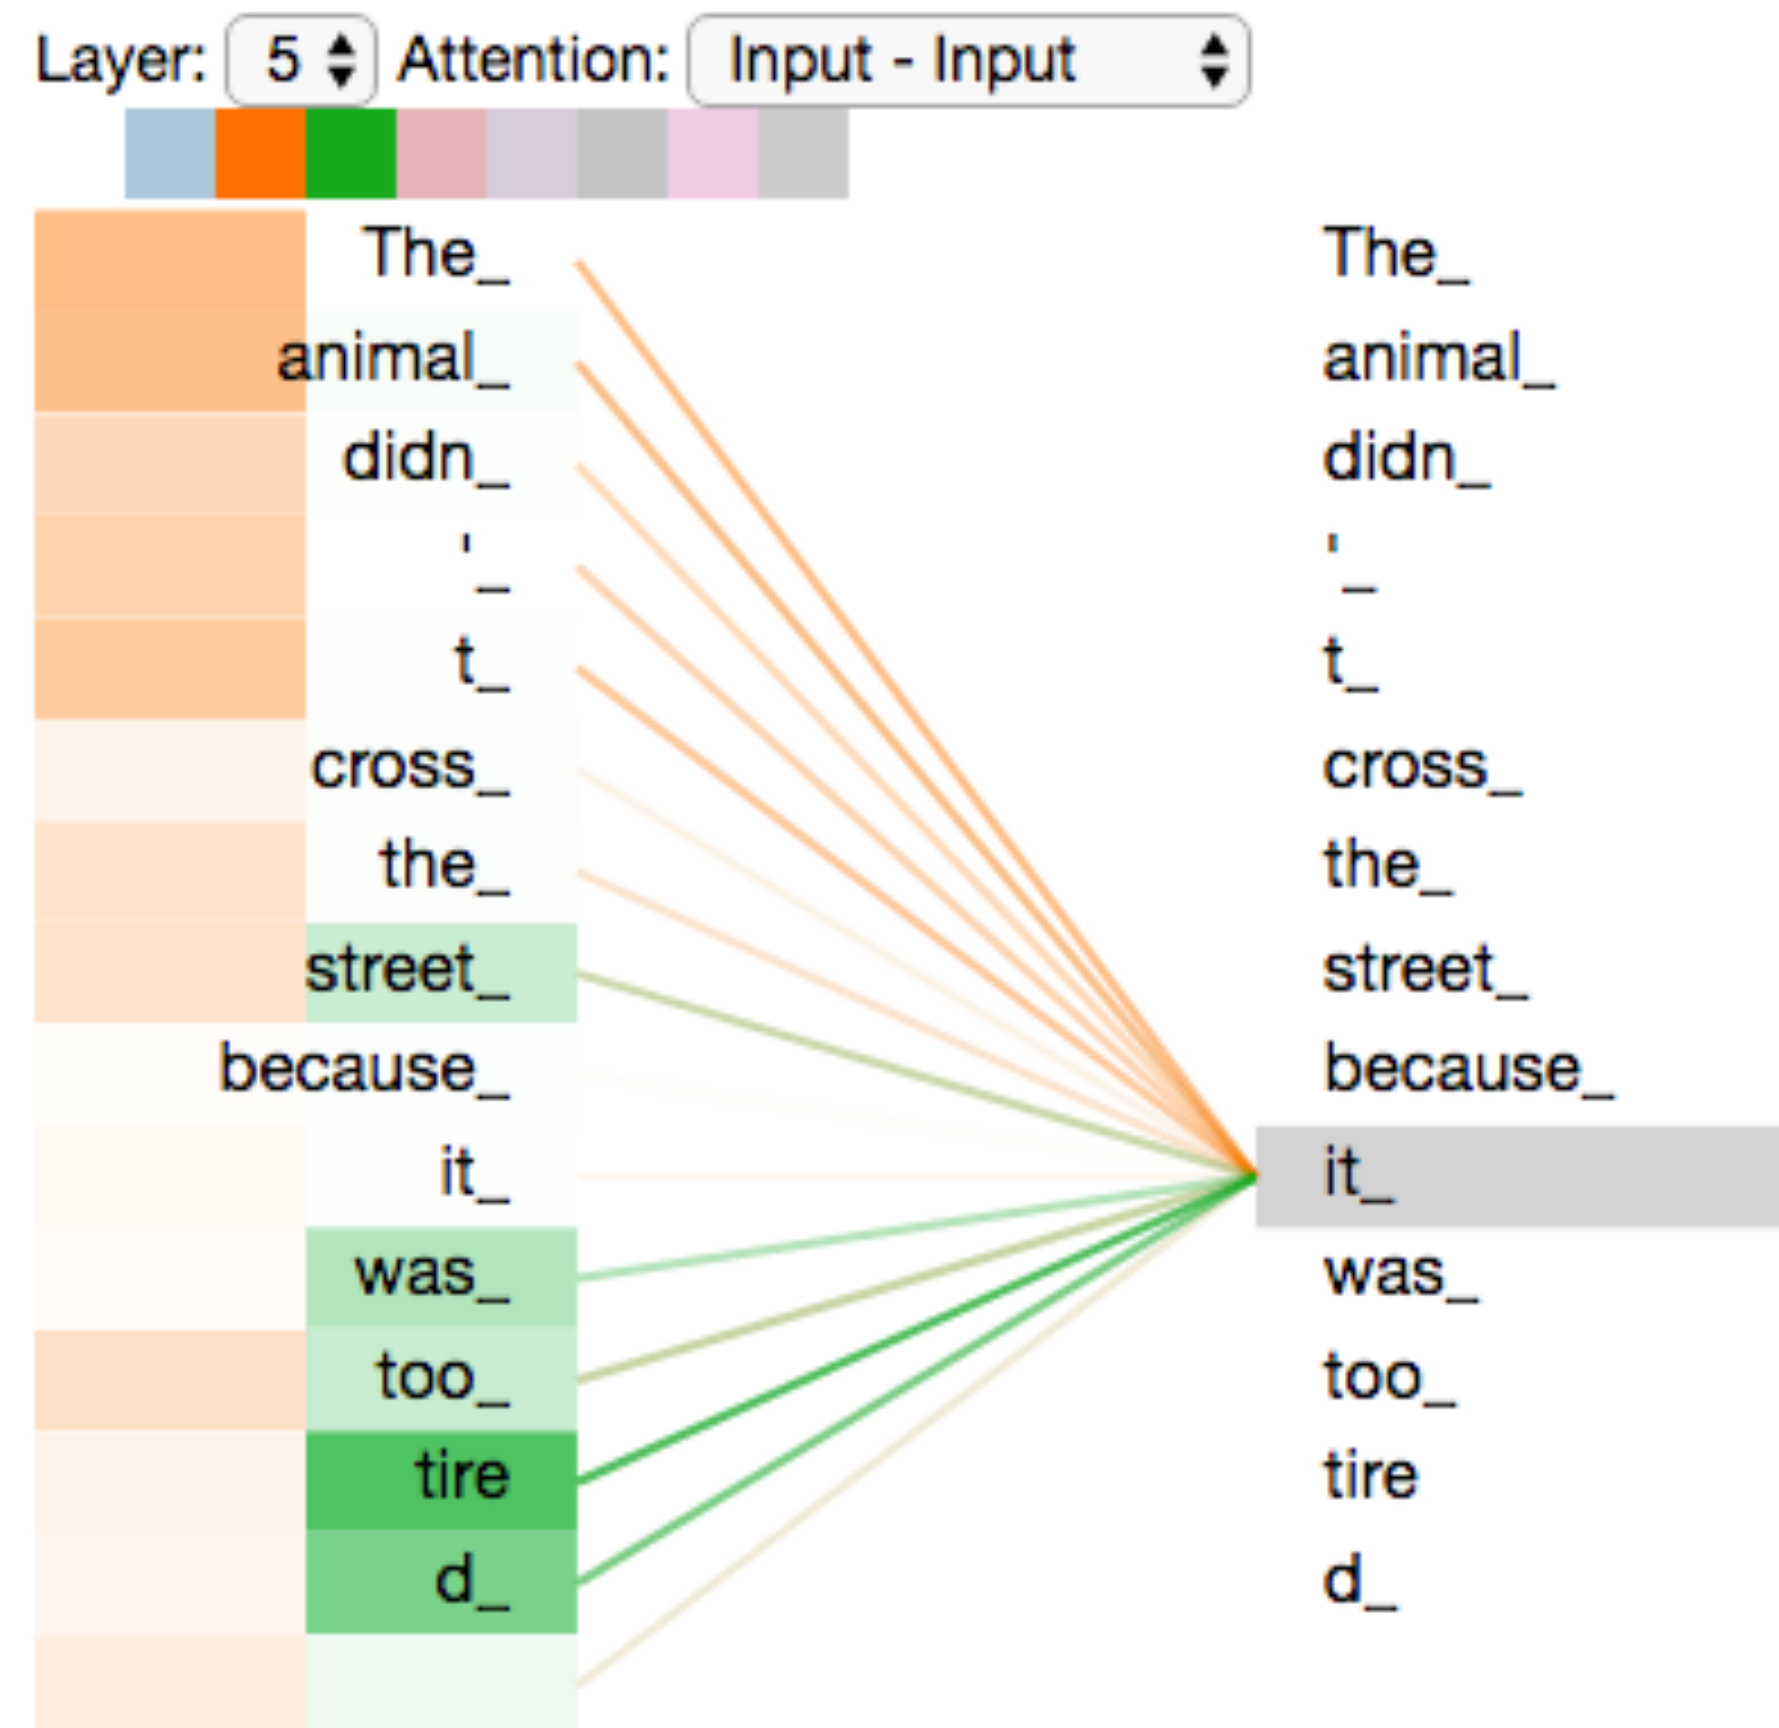 Layer: 5 Attention: Input - Input
The_ The_
animal_ animal_
didn_ didn_
'_ '_
t_ t_
cross_ cross_
the_ the_
street_ street_
because_ because_
it_ it_
was_ was_
too_ too_
tire tire
d_ d_